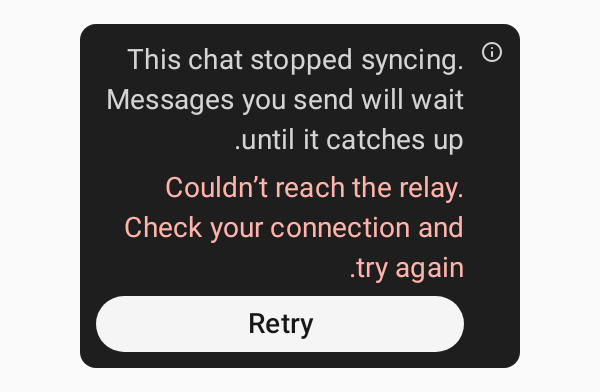 This chat stopped syncing.
Messages you send will wait
.until it catches up
Couldn’t reach the relay.
Check your connection and
.try again
Retry